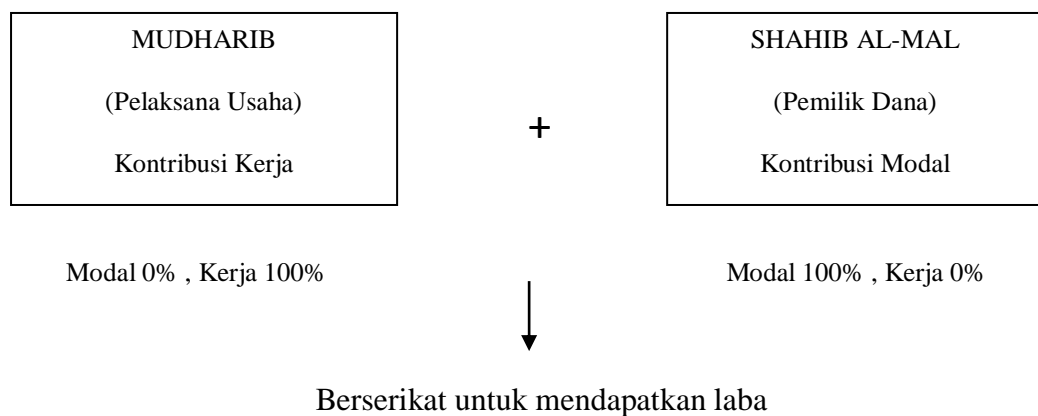 MUDHARIB
(Pelaksana Usaha)
Kontribusi Kerja
+
SHAHIB AL-MAL
(Pemilik Dana)
Kontribusi Modal
Modal 0% , Kerja 100%
Modal 100% , Kerja 0%
Berserikat untuk mendapatkan laba